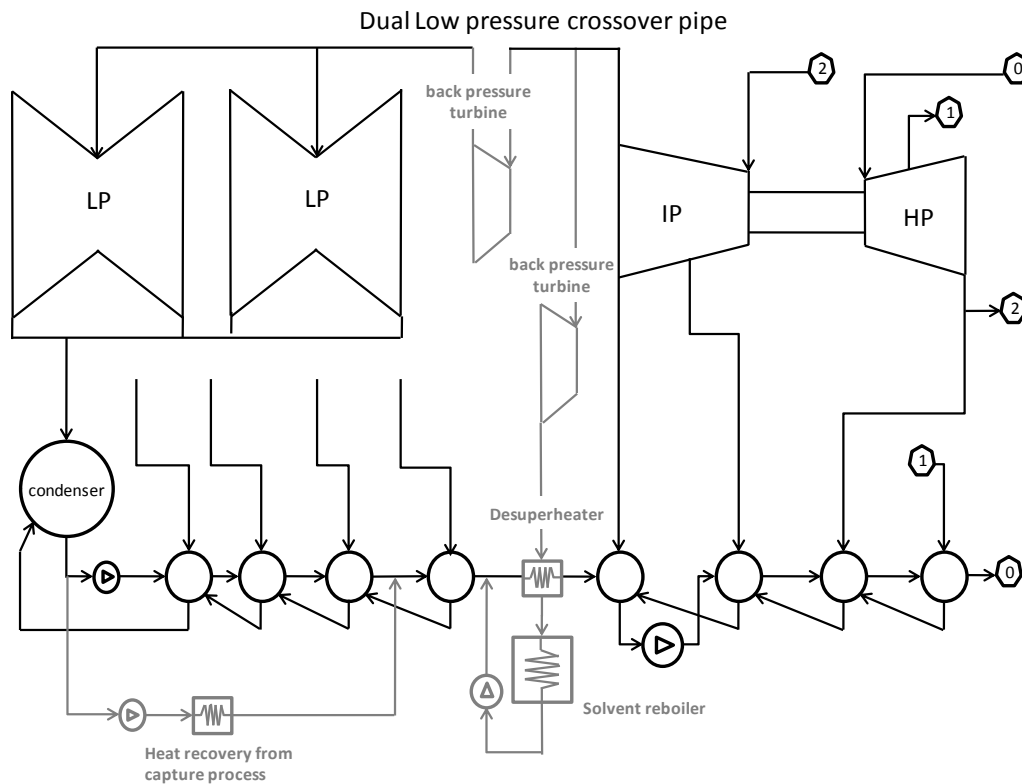 Dual Low pressure crossover pipe
2
0
back pressure
turbine
1
LP
LP
IP
HP
back pressure
turbine
2
1
condenser
Desuperheater
0
Solvent reboiler
Heat recovery from
capture process